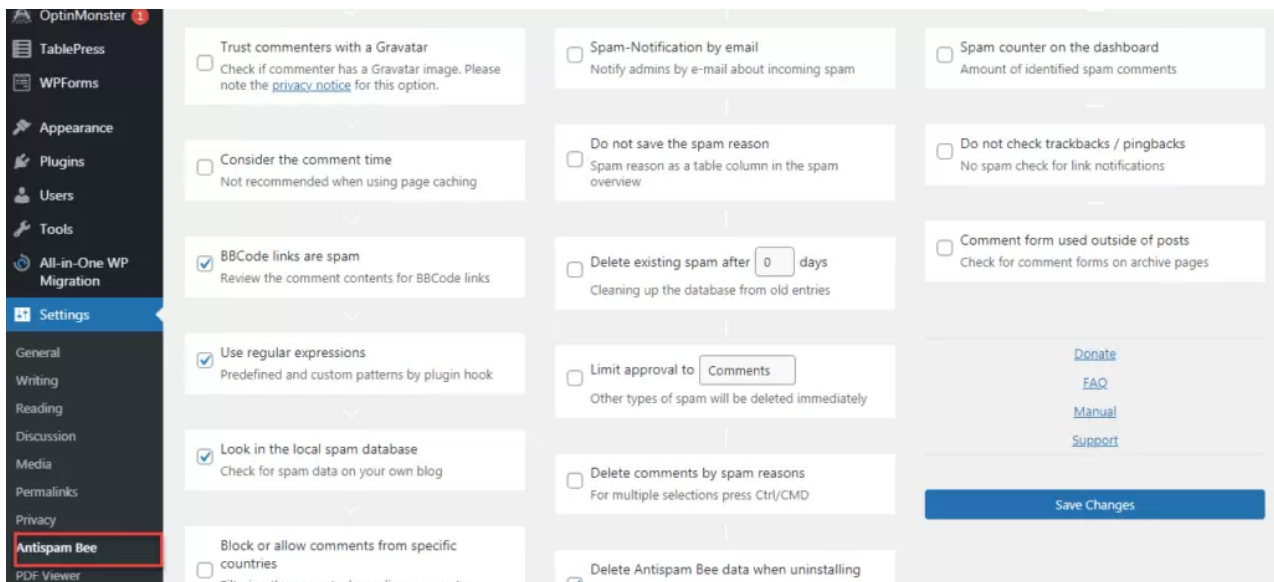 OptinMonster 1
TablePress
WPForms
Appearance
Plugins
Users
Tools
All-in-One WP
Migration
Settings
General
Writing
Reading
Discussion
Media
Permalinks
Privacy
Antispam Bee
PDF Viewer
Trust commenters with a Gravatar
Check if commenter has a Gravatar image. Please
note the privacy notice for this option.
Consider the comment time
Not recommended when using page caching
BBCode links are spam
Review the comment contents for BBCode links
Use regular expressions
Predefined and custom patterns by plugin hook
Look in the local spam database
Check for spam data on your own blog
Block or allow comments from specific
countries
Spam-Notification by email
Notify admins by e-mail about incoming spam
Do not save the spam reason
Spam reason as a table column in the spam
overview
Delete existing spam after 0 days
Cleaning up the database from old entries
Limit approval to Comments
Other types of spam will be deleted immediately
Delete comments by spam reasons
For multiple selections press Ctrl/CMD
Delete Antispam Bee data when uninstalling
Spam counter on the dashboard
Amount of identified spam comments
Do not check trackbacks / pingbacks
No spam check for link notifications
Comment form used outside of posts
Check for comment forms on archive pages
Donate
FAQ
Manual
Support
Save Changes